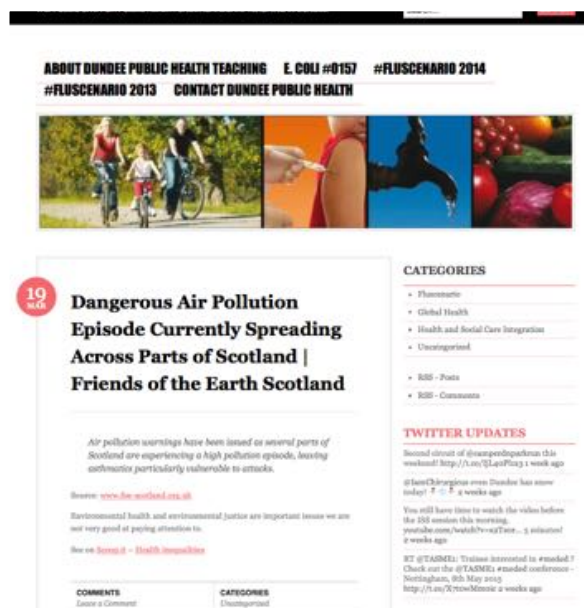 ABOUT DUNDEE PUBLIC HEALTH TEACHING E. COLI #0157 #FLUSCENARIO 2014
#FLUSCENARIO 2013 CONTACT DUNDEE PUBLIC HEALTH
19
MAR
Dangerous Air Pollution
Episode Currently Spreading
Across Parts of Scotland |
Friends of the Earth Scotland
Air pollution warnings have been issued as several parts of
Scotland are experiencing a high pollution episode, leaving
asthmatics particularly vulnerable to attacks.
Source: www.foe-scotland.org.uk
Environmental health and environmental justice are important issues we are
not very good at paying attention to.
See on Scoop.it – Health inequalities
COMMENTS
Leave a Comment
CATEGORIES
Uncategorized
CATEGORIES
Fluscenario
Global Health
Health and Social Care Integration
Uncategorized
RSS - Posts
RSS - Comments
TWITTER UPDATES
Second circuit of @camperdownparkrun this
weekend! 1 week ago
even Dundee has snow
today! 2 weeks ago
You still have time to watch the video before
the ISS session this morning.
5 minutes!
2 weeks ago
RT @TASME1: Trainee interested in #meded ?
Check out the @TASME1 #meded conference -
Nottingham, 8th May 2015
2 weeks ago